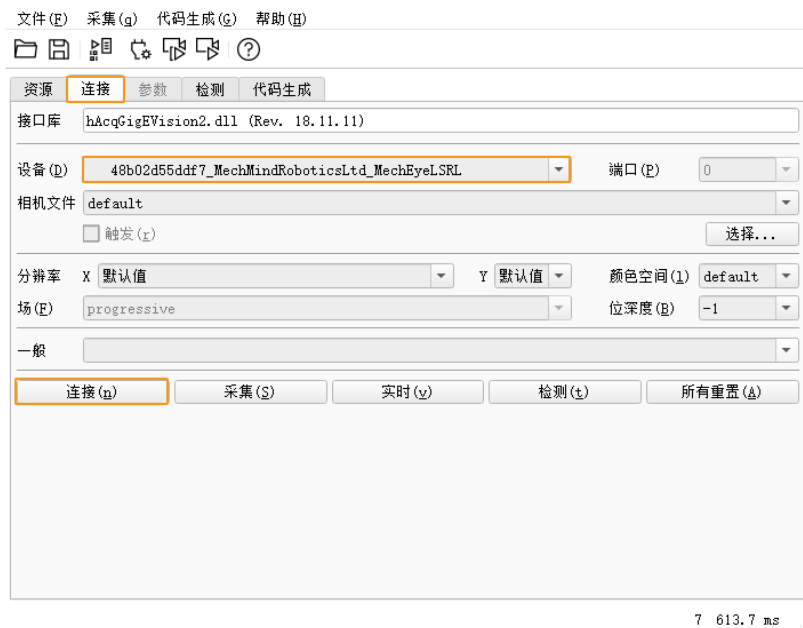 文件(F) 采集(q) 代码生成(G) 帮助(H)
资源 连接 参数 检测 代码生成
接口库 hAcqGigEVision2.dll (Rev. 18.11.11)
设备(D) 48b02d55ddf7_MechMindRoboticsLtd_MechEyeLSRL 端口(P) 0
相机文件 default
触发(r) 选择...
分辨率 X 默认值 Y 默认值 颜色空间(l) default
场(F) progressive 位深度(B) -1
一般
连接(n) 采集(S) 实时(v) 检测(t) 所有重置(A)
7 613.7 ms